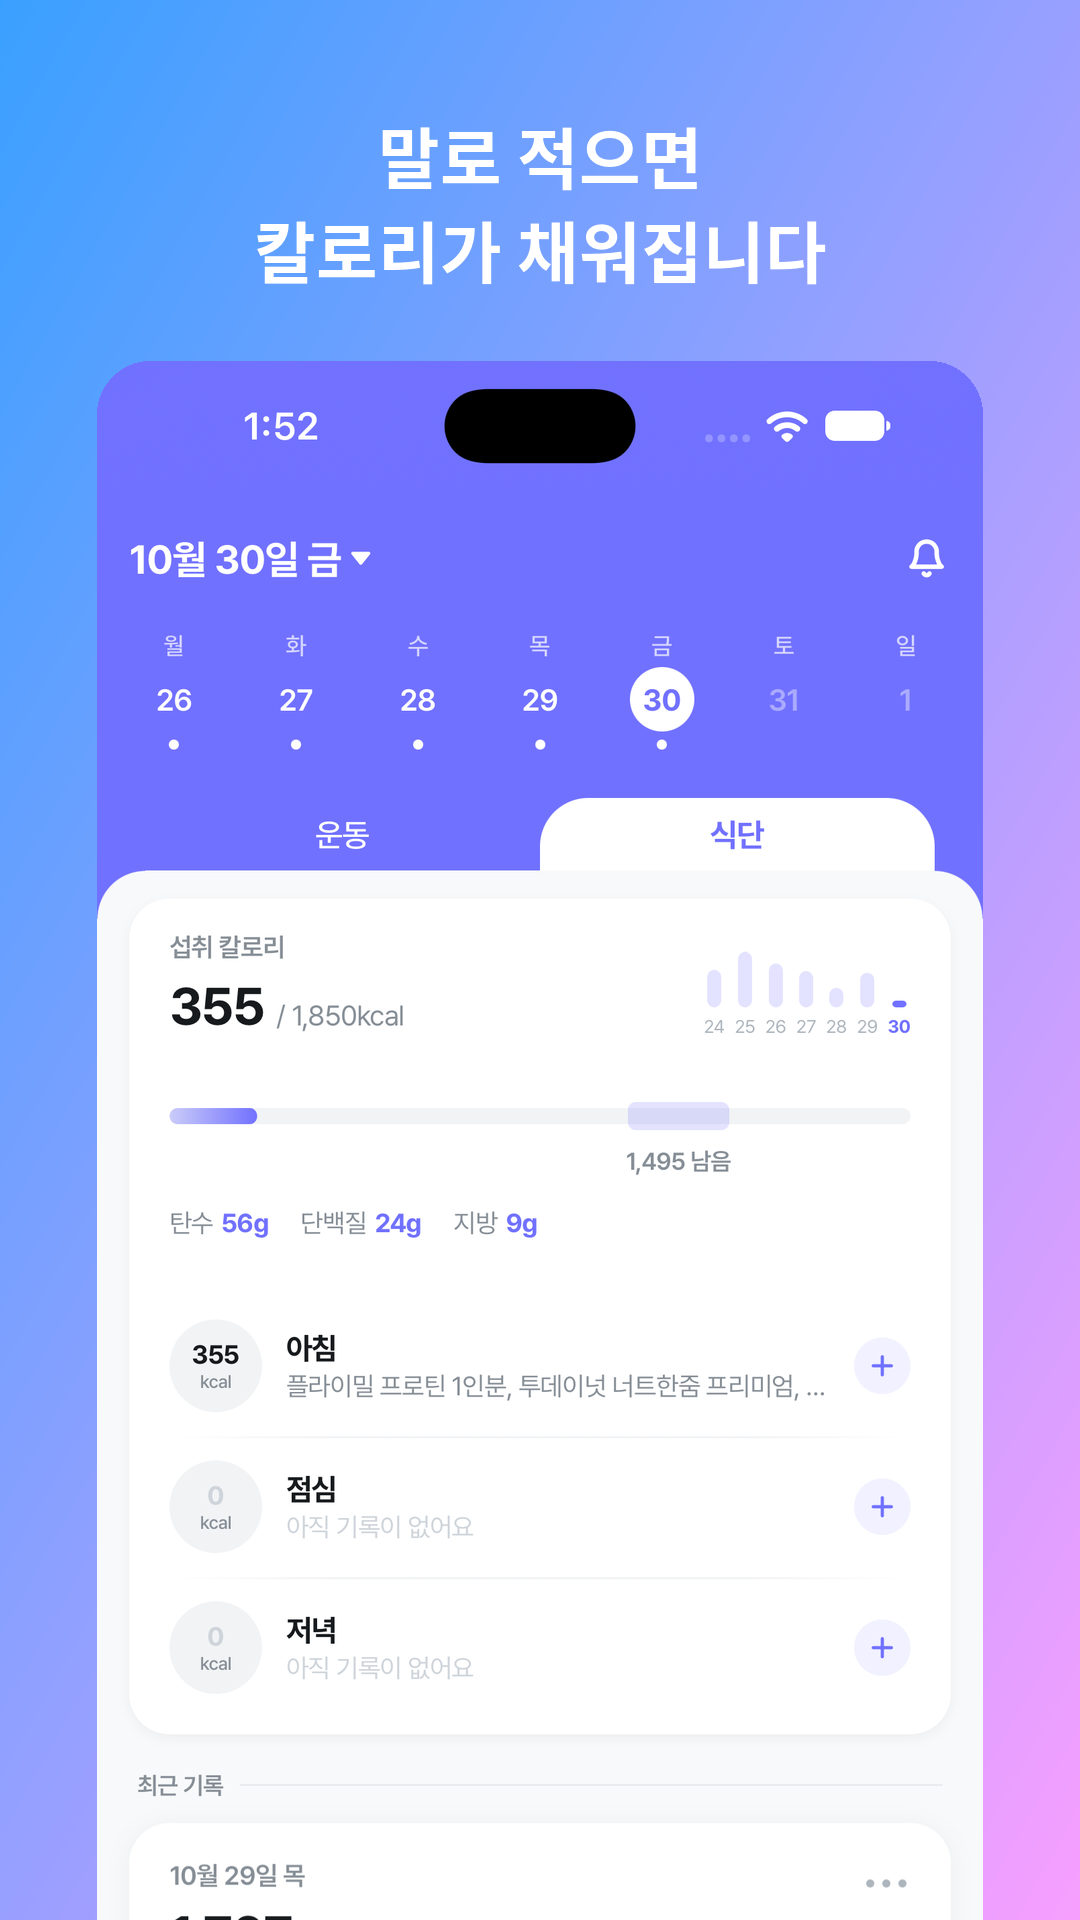 말로 적으면
칼로리가 채워집니다
1:52
10월 30일 금
월 화 수 목 금 토 일
26 27 28 29 30 31 1
운동 식단
섭취 칼로리
355 / 1,850kcal
24 25 26 27 28 29 30
1,495 남음
탄수 56g 단백질 24g 지방 9g
355 kcal
아침
플라이밀 프로틴 1인분, 투데이넛 너트한줌 프리미엄, ...
0 kcal
점심
아직 기록이 없어요
0 kcal
저녁
아직 기록이 없어요
최근 기록
10월 29일 목